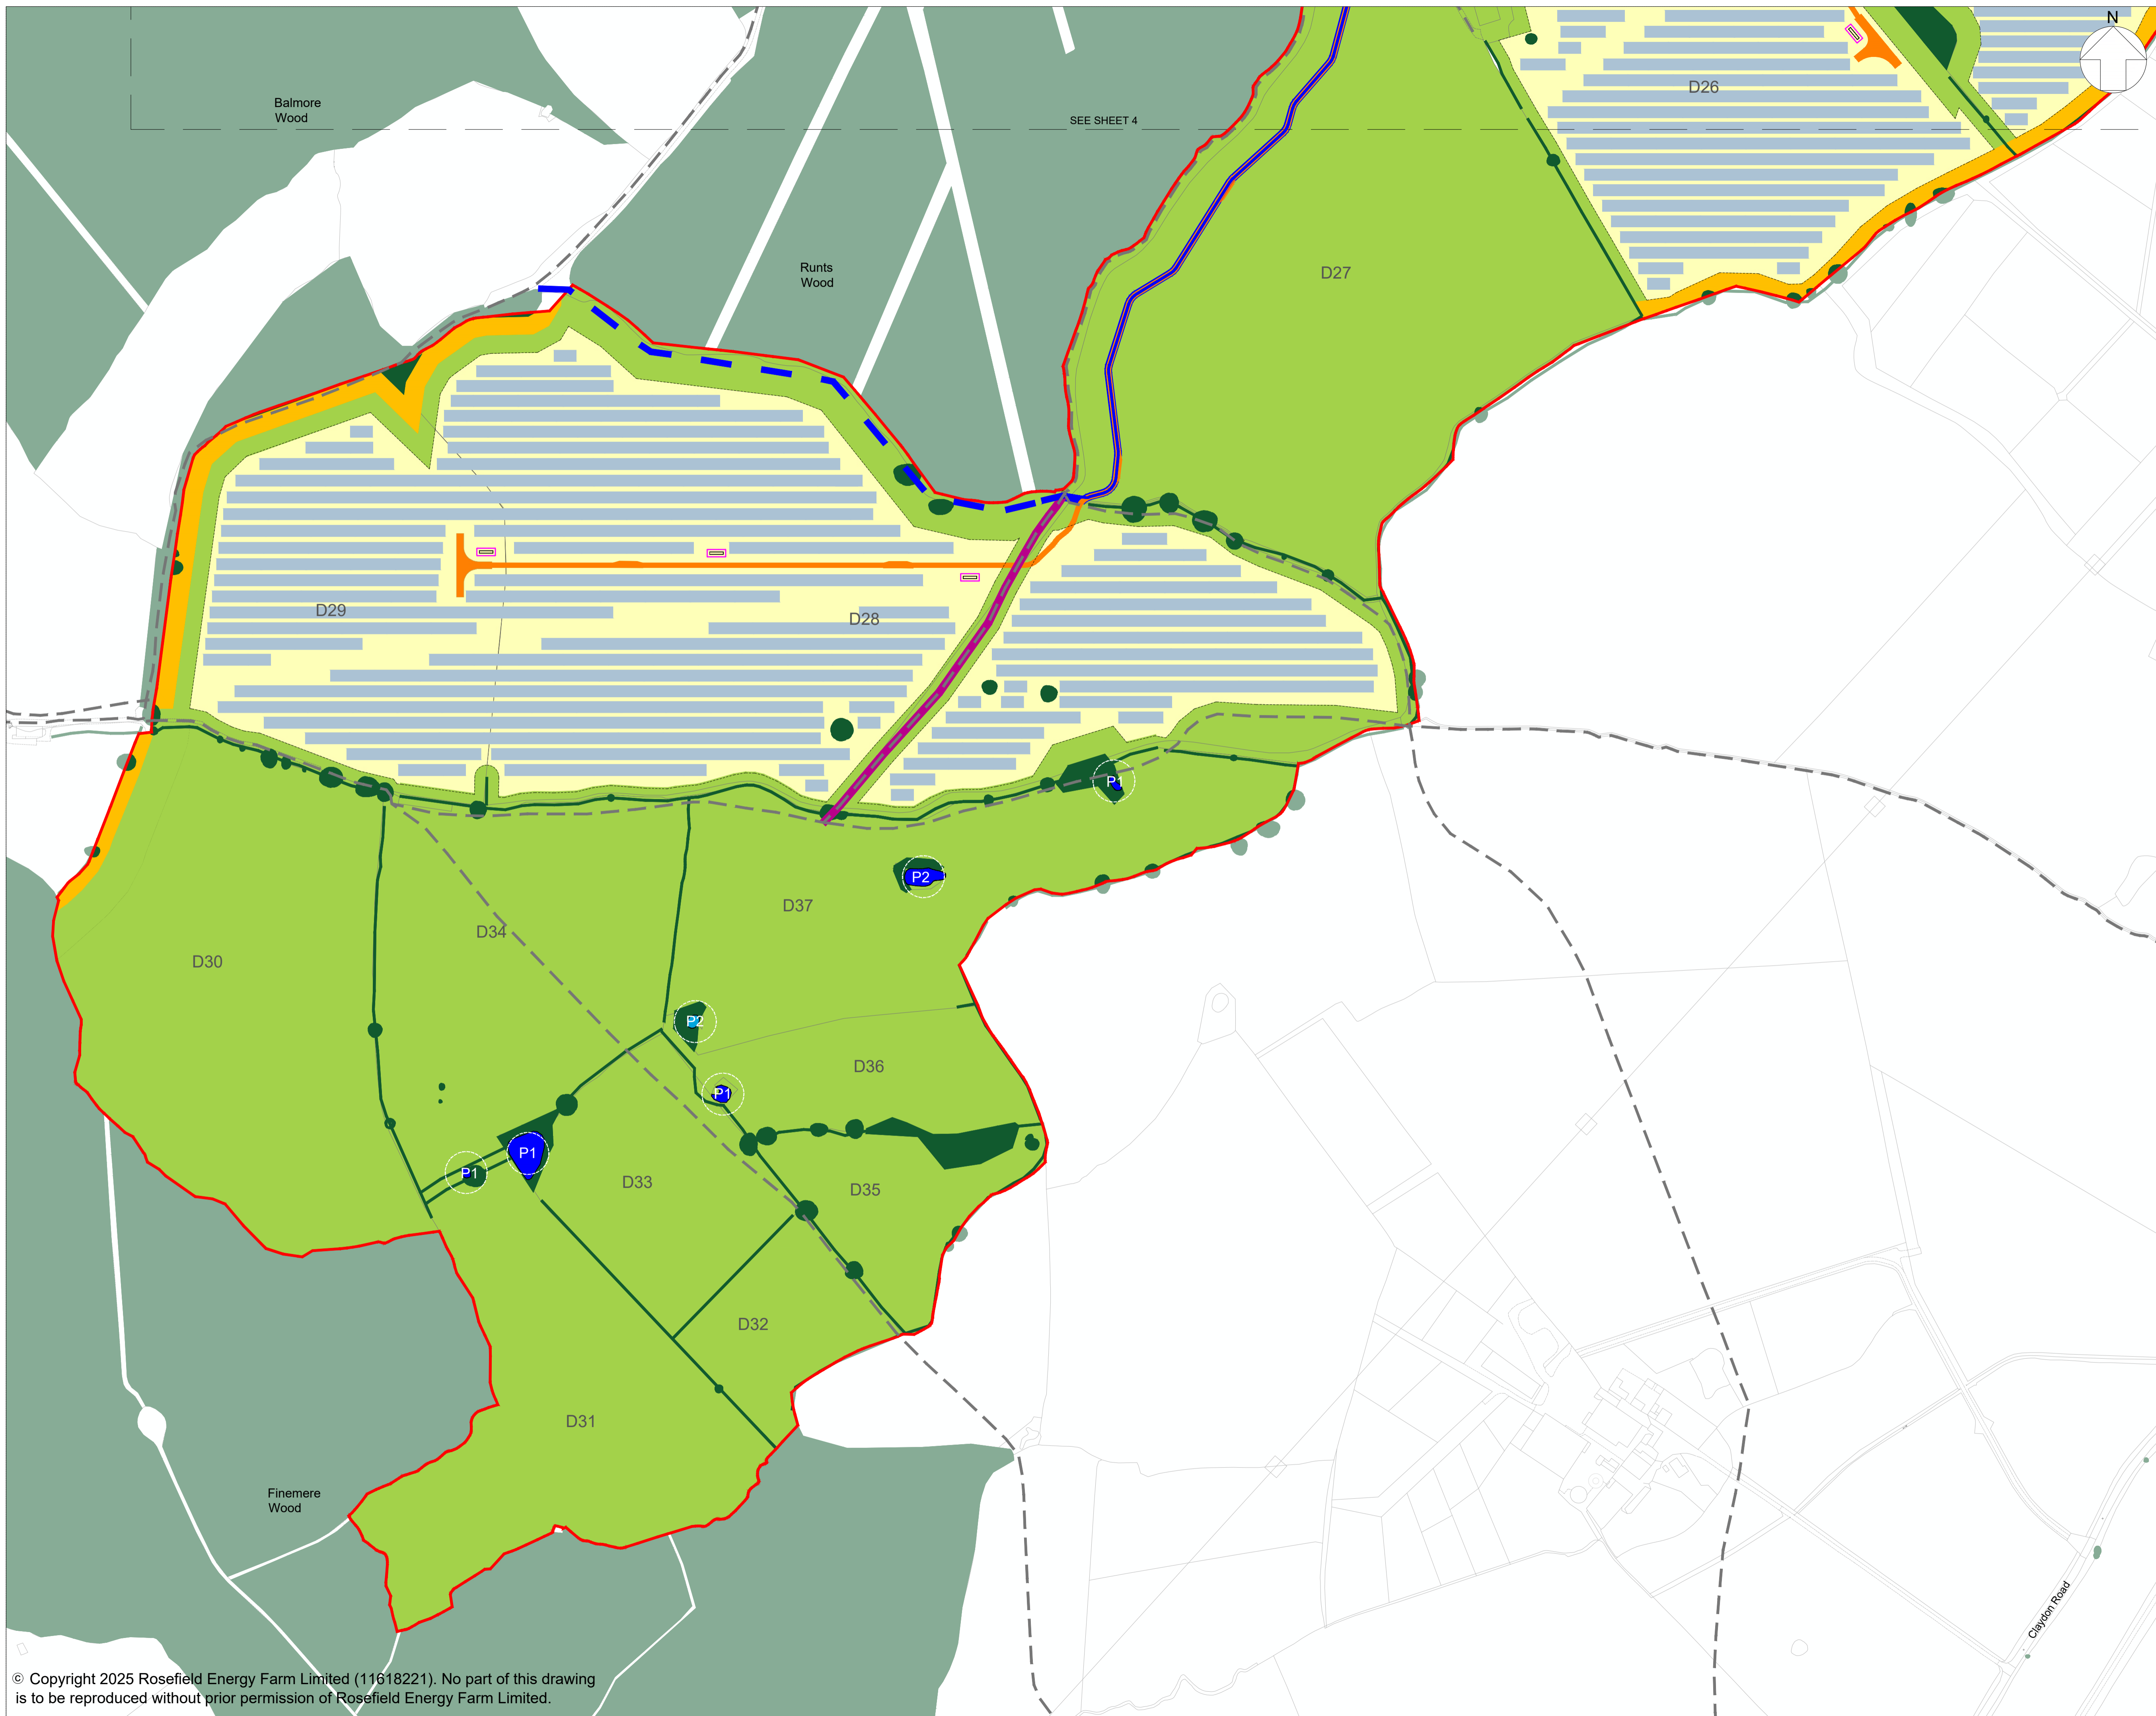 N
Balmore
Wood
SEE SHEET 4
D26
Runts
Wood
D27
D29
D28
P1
P2
D37
D34
D30
P2
D36
P1
P1
P1
D33
D35
D32
D31
Finemere
Wood
Claydon Road
© Copyright 2025 Rosefield Energy Farm Limited (11618221). No part of this drawing
is to be reproduced without prior permission of Rosefield Energy Farm Limited.